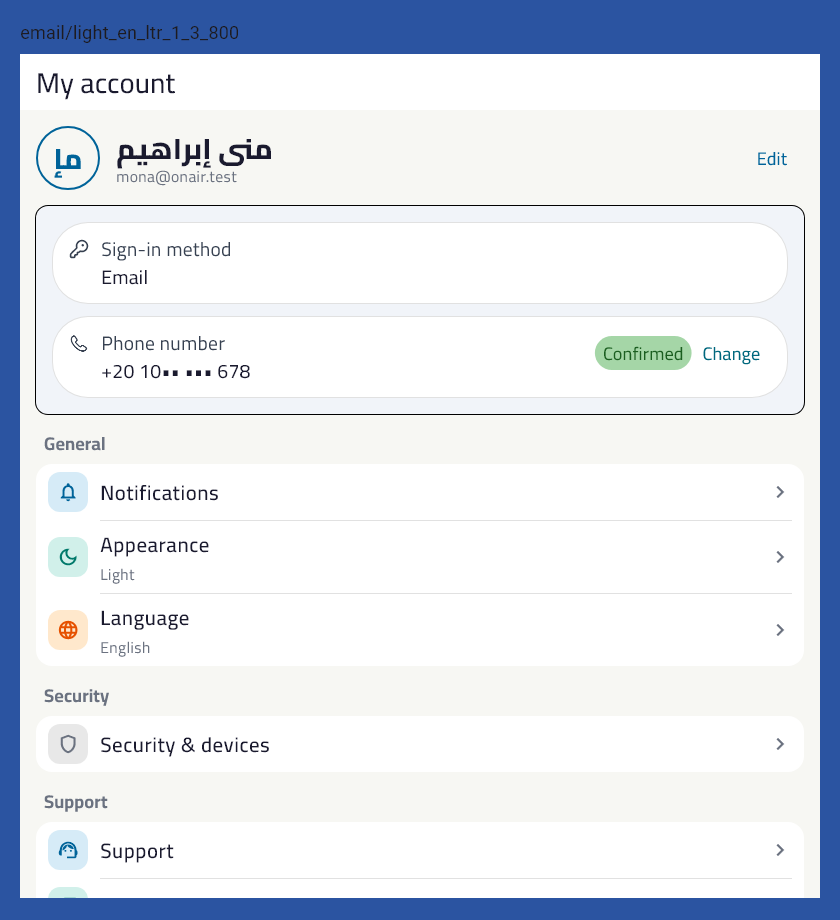 email/light_en_ltr_1_3_800
My account
مإ
منى إبراهيم
mona@onair.test
Edit
Sign-in method
Email
Phone number
+20 10▪▪ ▪▪▪ 678
Confirmed
Change
General
Notifications
Appearance
Light
Language
English
Security
Security & devices
Support
Support